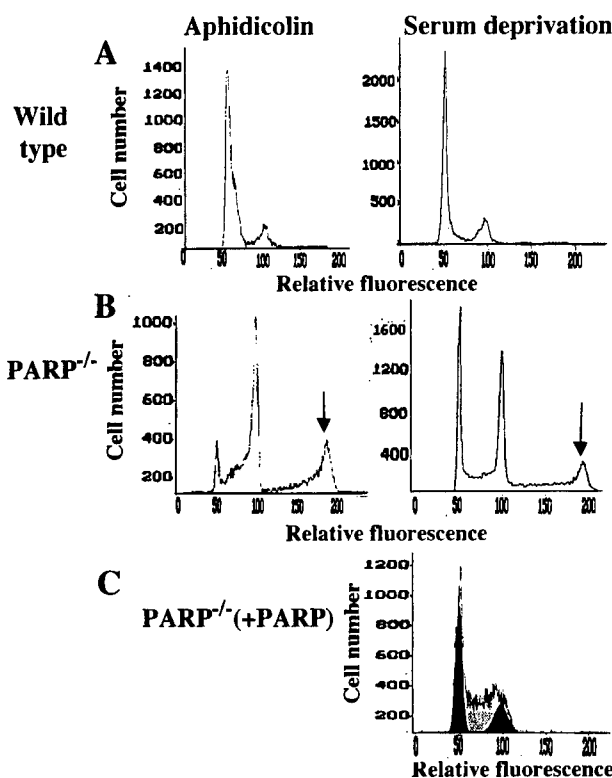 Aphidicolin Serum deprivation
A
Wild type
Cell number
1400
1200
1000
800
600
400
200
0 50 100 150 200
2000
1500
1000
500
0 50 100 150 200
Relative fluorescence
B
PARP-/-
Cell number
1000
800
600
400
200
0 50 100 150 200
1600
1200
800
400
0 50 100 150 200
Relative fluorescence
C
PARP-/-(+PARP)
Cell number
1200
1000
800
600
400
200
0 50 100 150 200
Relative fluorescence